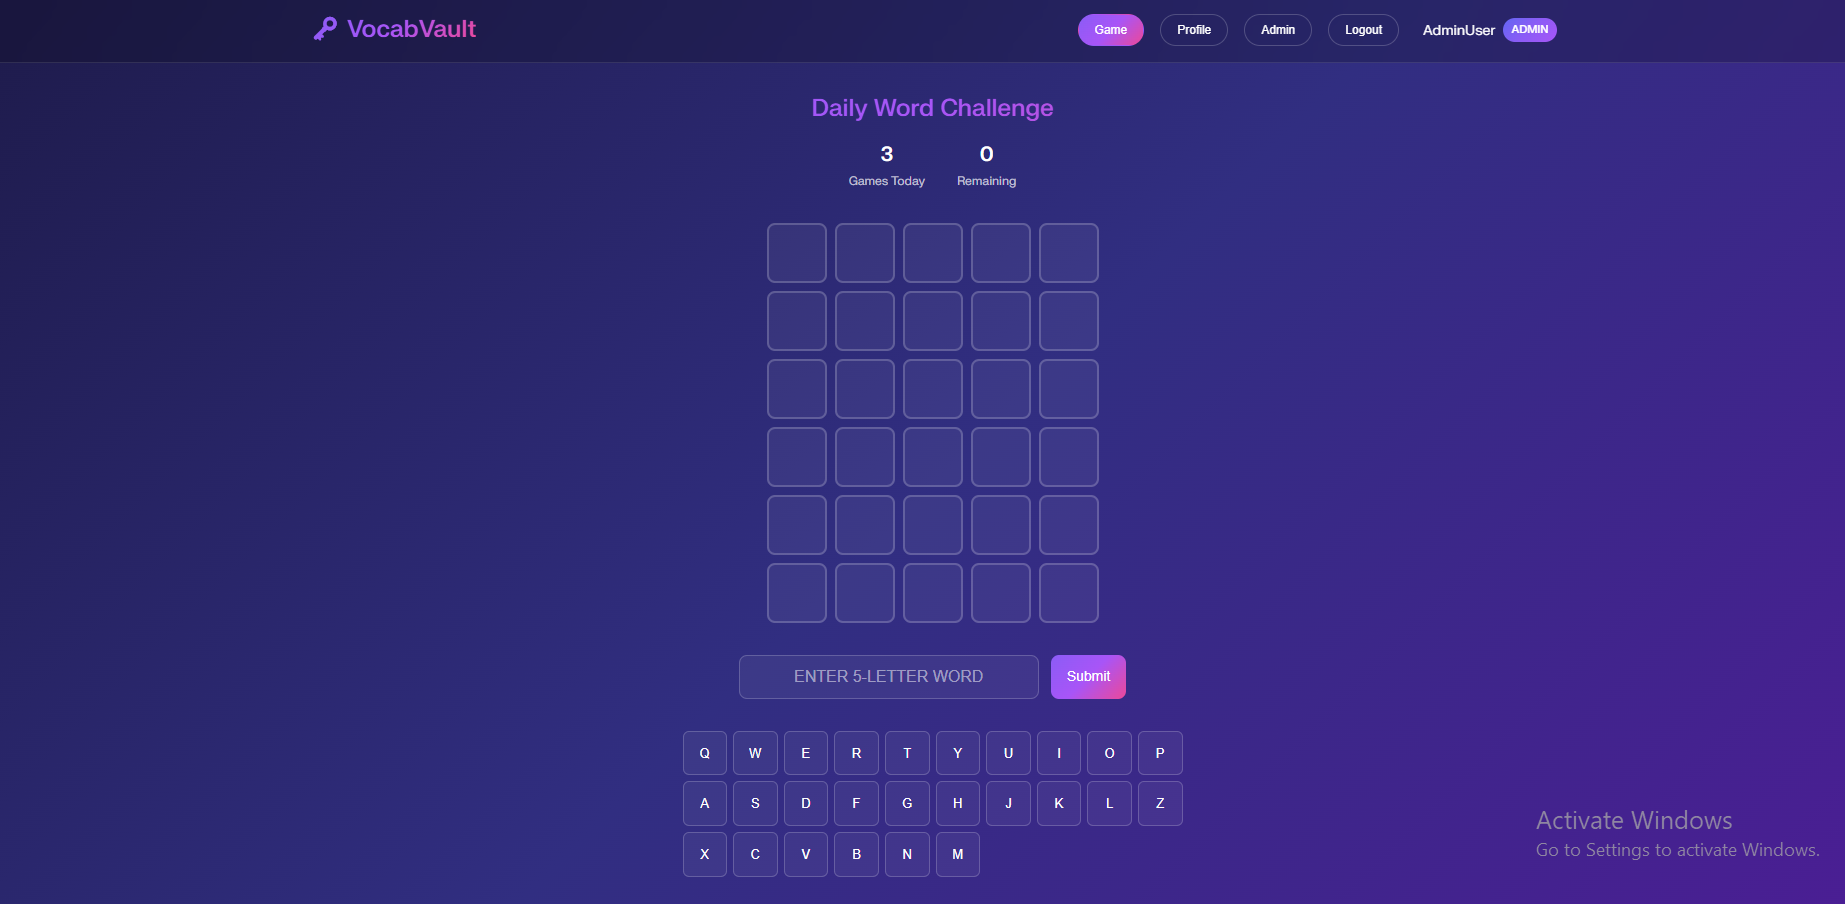 VocabVault
Game Profile Admin Logout AdminUser ADMIN
Daily Word Challenge
3 0
Games Today Remaining
ENTER 5-LETTER WORD Submit
Q W E R T Y U I O P
A S D F G H J K L Z
X C V B N M
Activate Windows
Go to Settings to activate Windows.